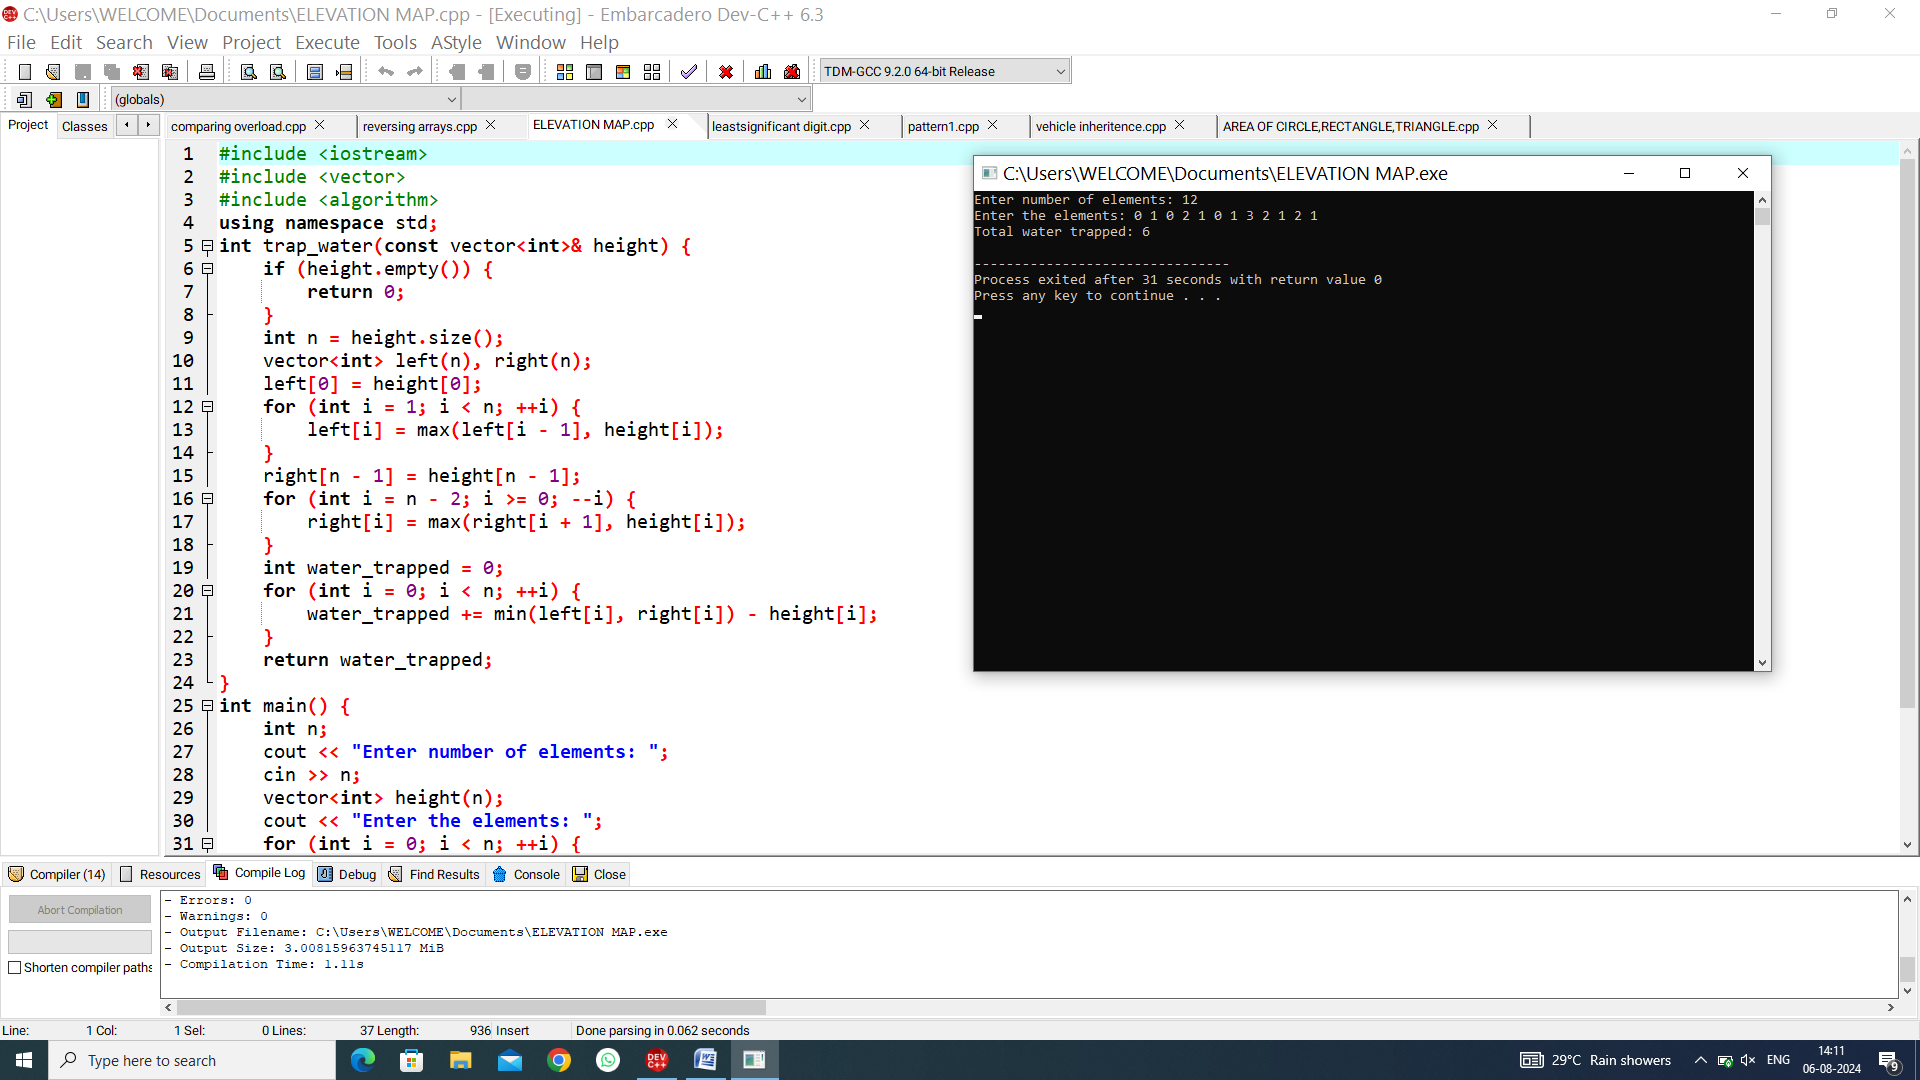 C:\Users\WELCOME\Documents\ELEVATION MAP.cpp - [Executing] - Embarcadero Dev-C++ 6.3
File Edit Search View Project Execute Tools AStyle Window Help
TDM-GCC 9.2.0 64-bit Release
(globals)
Project Classes
comparing overload.cpp reversing arrays.cpp ELEVATION MAP.cpp leastsignificant digit.cpp pattern1.cpp vehicle inheritence.cpp AREA OF CIRCLE,RECTANGLE,TRIANGLE.cpp
1 #include <iostream>
2 #include <vector>
3 #include <algorithm>
4 using namespace std;
5 int trap_water(const vector<int>& height) {
6     if (height.empty()) {
7         return 0;
8     }
9     int n = height.size();
10     vector<int> left(n), right(n);
11     left[0] = height[0];
12     for (int i = 1; i < n; ++i) {
13         left[i] = max(left[i - 1], height[i]);
14     }
15     right[n - 1] = height[n - 1];
16     for (int i = n - 2; i >= 0; --i) {
17         right[i] = max(right[i + 1], height[i]);
18     }
19     int water_trapped = 0;
20     for (int i = 0; i < n; ++i) {
21         water_trapped += min(left[i], right[i]) - height[i];
22     }
23     return water_trapped;
24 }
25 int main() {
26     int n;
27     cout << "Enter number of elements: ";
28     cin >> n;
29     vector<int> height(n);
30     cout << "Enter the elements: ";
31     for (int i = 0; i < n; ++i) {
C:\Users\WELCOME\Documents\ELEVATION MAP.exe
Enter number of elements: 12
Enter the elements: 0 1 0 2 1 0 1 3 2 1 2 1
Total water trapped: 6
--------------------------------
Process exited after 31 seconds with return value 0
Press any key to continue . . .
Compiler (14) Resources Compile Log Debug Find Results Console Close
Abort Compilation
Shorten compiler paths
- Errors: 0
- Warnings: 0
- Output Filename: C:\Users\WELCOME\Documents\ELEVATION MAP.exe
- Output Size: 3.00815963745117 MiB
- Compilation Time: 1.11s
Line: 1 Col: 1 Sel: 0 Lines: 37 Length: 936 Insert Done parsing in 0.062 seconds
Type here to search
DEV C++
29°C Rain showers
ENG
14:11
06-08-2024
9